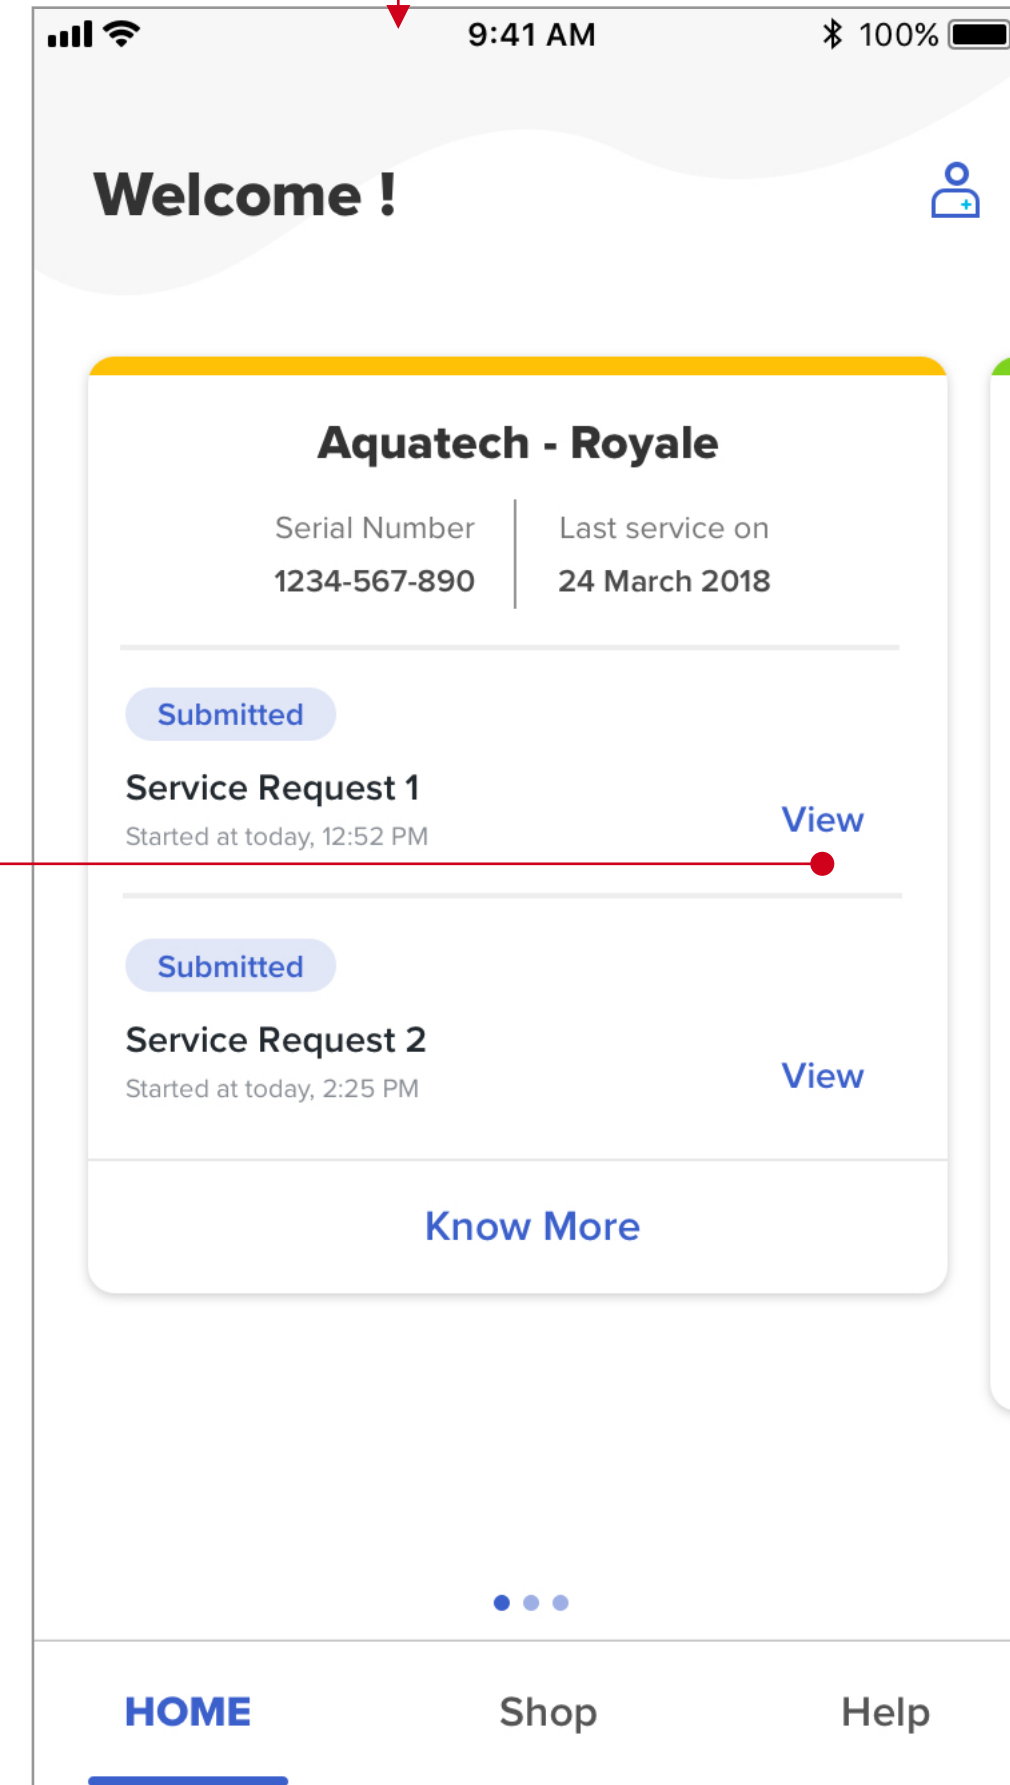 9:41 AM 100%
Welcome !
Aquatech - Royale
Serial Number Last service on
1234-567-890 24 March 2018
Submitted
Service Request 1
Started at today, 12:52 PM
View
Submitted
Service Request 2
Started at today, 2:25 PM
View
Know More
HOME Shop Help